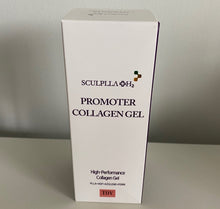 SCULPLLA H₂
PROMOTER
COLLAGEN GEL
High-Performance
Collagen Gel